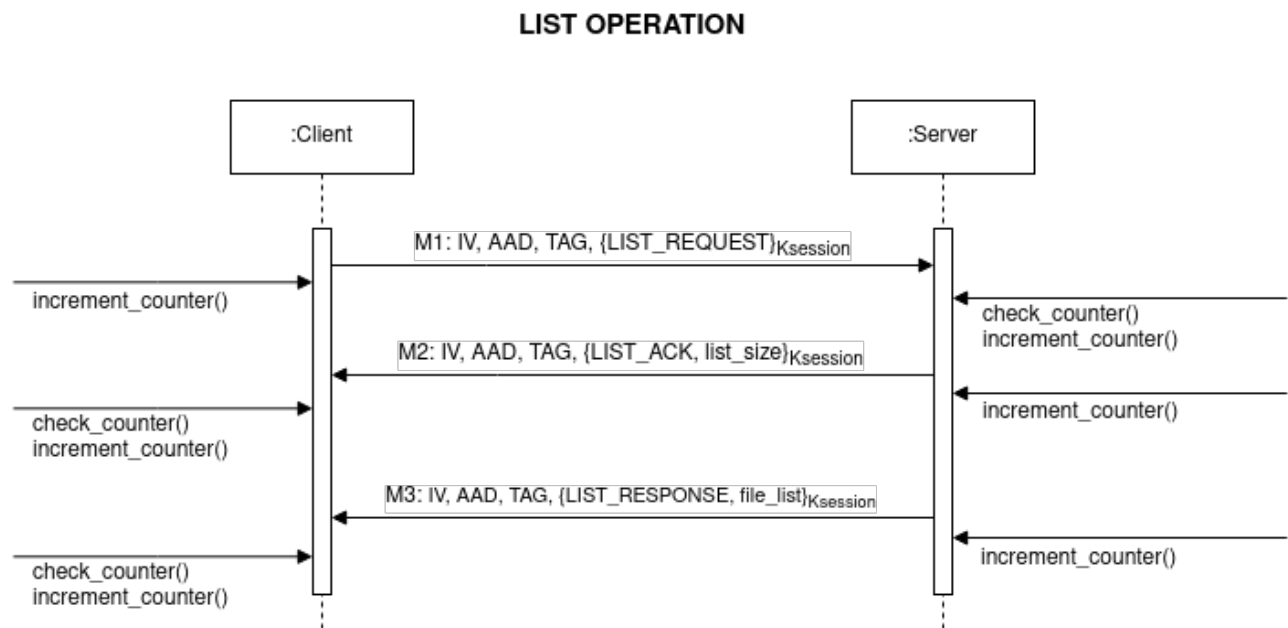 LIST OPERATION
:Client
:Server
M1: IV, AAD, TAG, {LIST_REQUEST}Ksession
increment_counter()
check_counter()
increment_counter()
M2: IV, AAD, TAG, {LIST_ACK, list_size}Ksession
check_counter()
increment_counter()
increment_counter()
M3: IV, AAD, TAG, {LIST_RESPONSE, file_list}Ksession
check_counter()
increment_counter()
increment_counter()